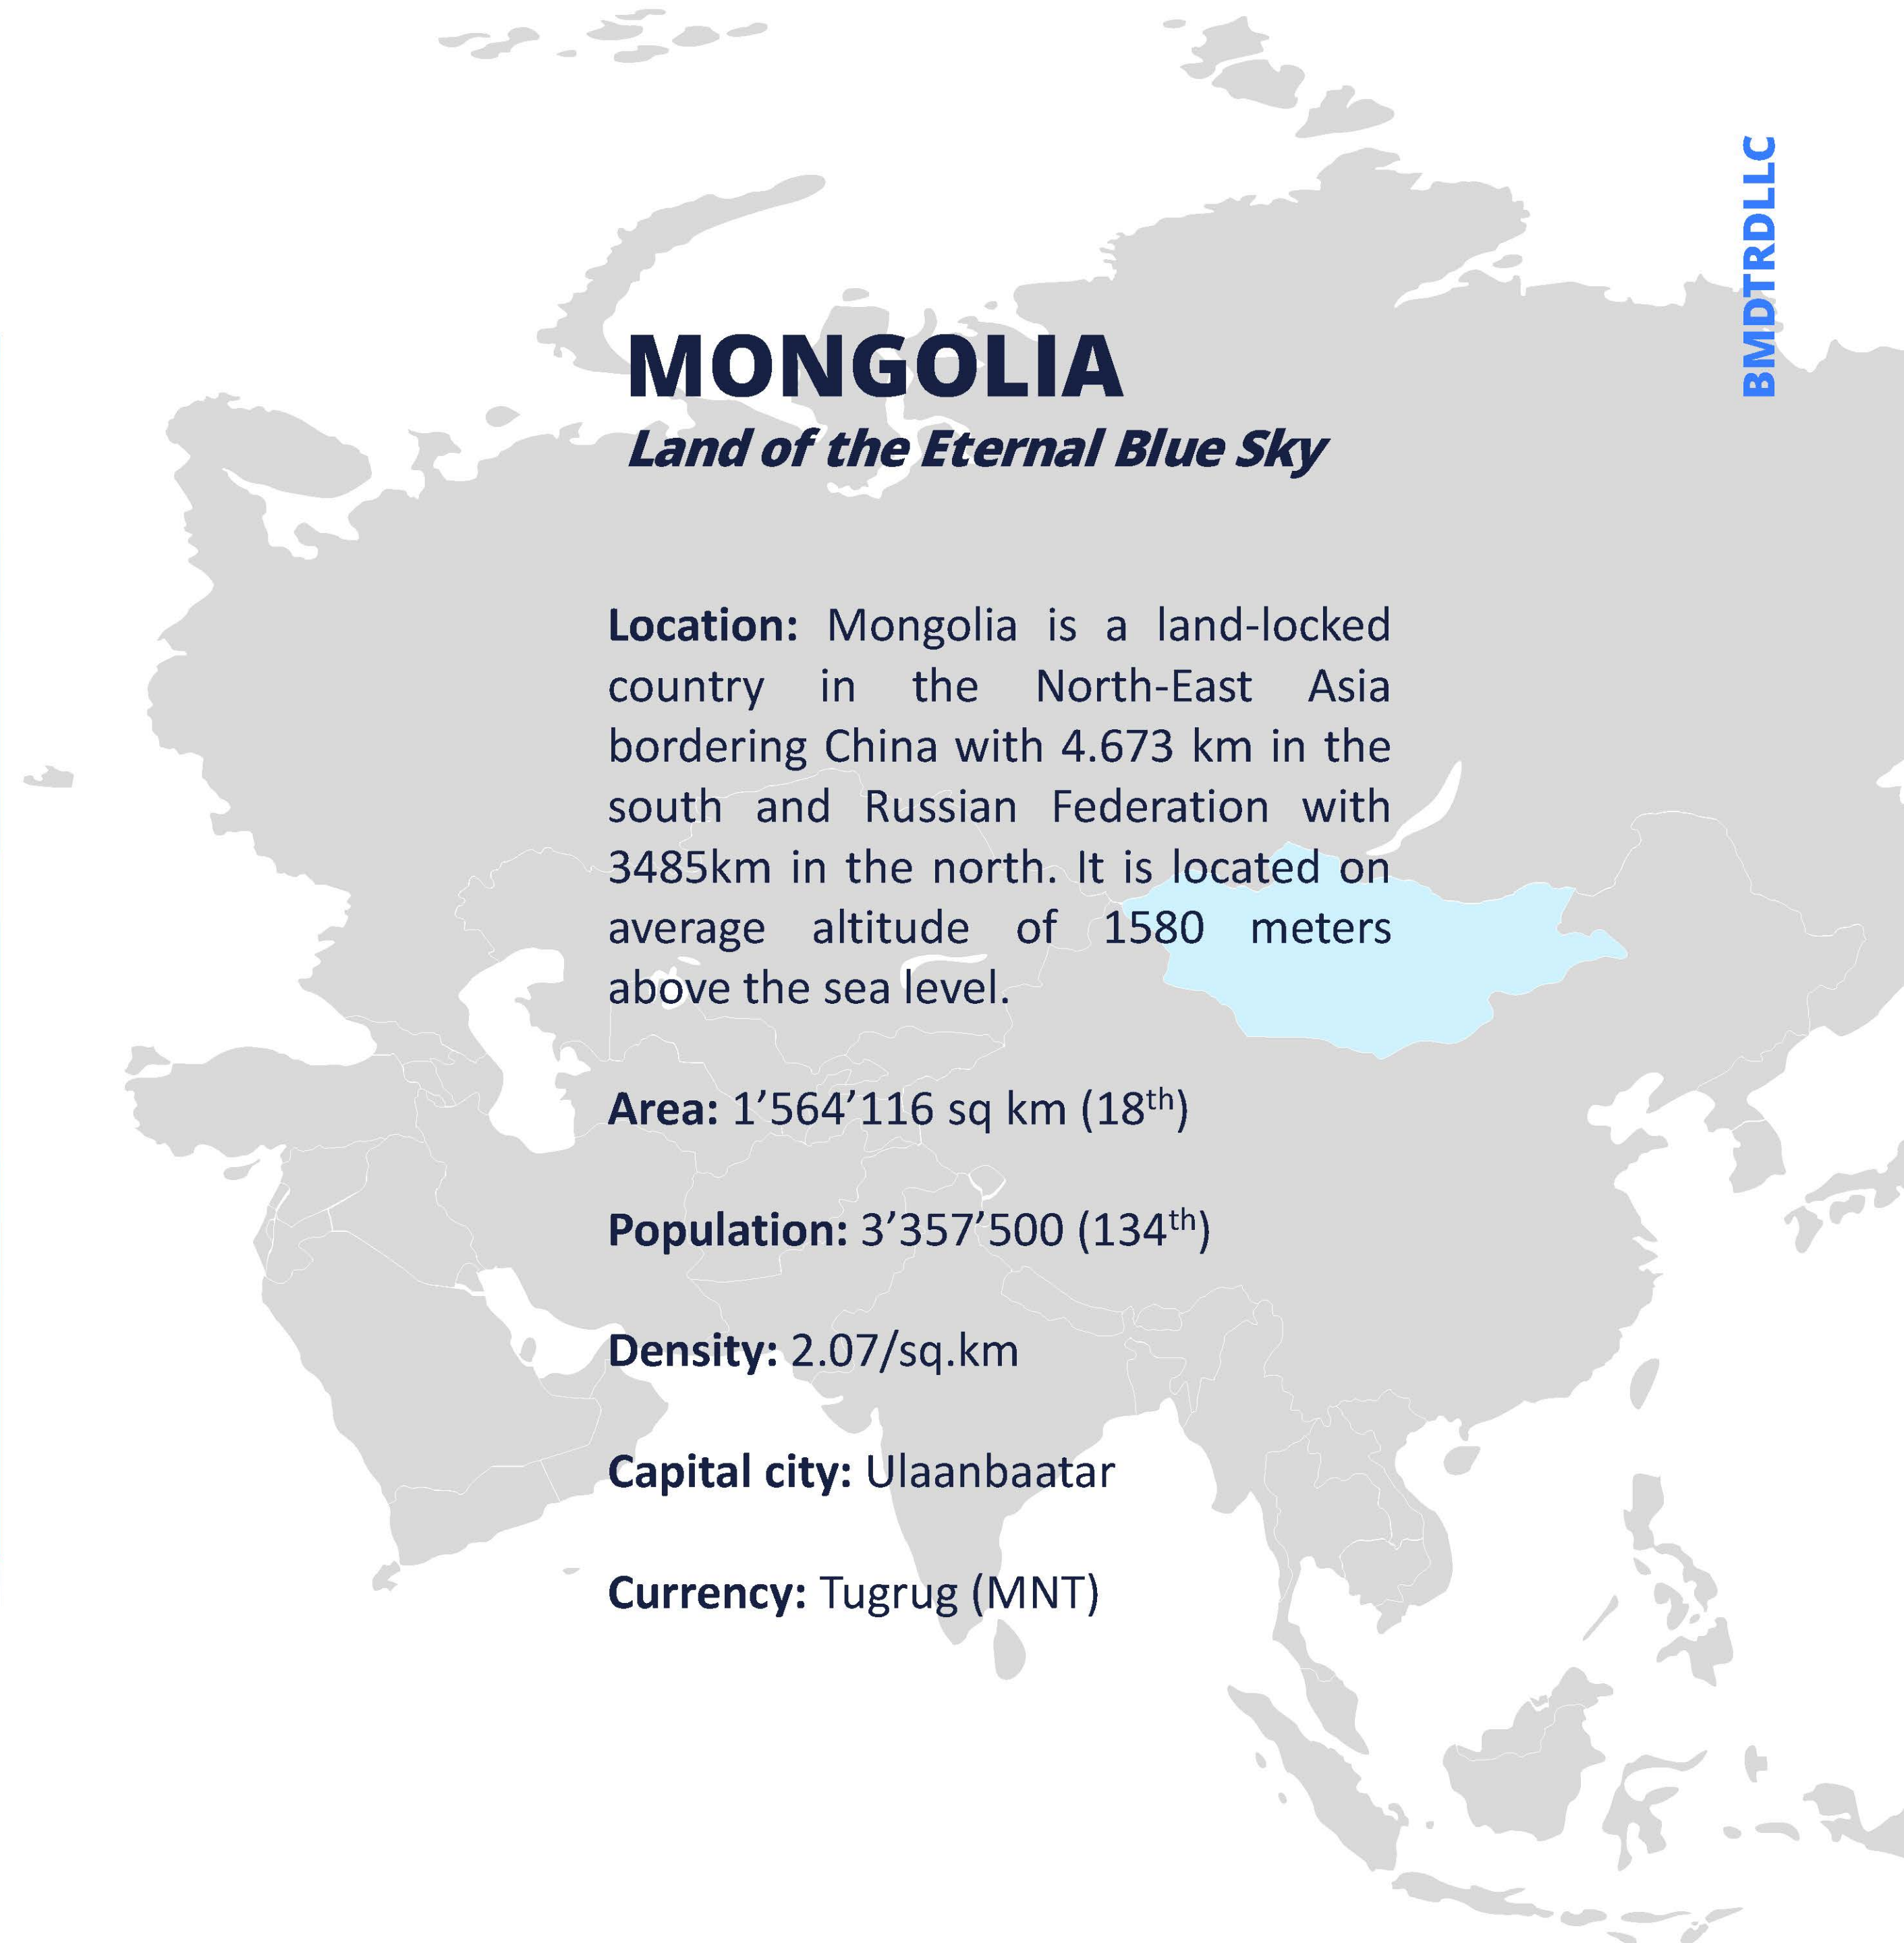 BMDTRDLLC
MONGOLIA
Land of the Eternal Blue Sky
Location: Mongolia is a land-locked
country in the North-East Asia
bordering China with 4.673 km in the
south and Russian Federation with
3485km in the north. It is located on
average altitude of 1580 meters
above the sea level.
Area: 1’564’116 sq km (18th)
Population: 3’357’500 (134th)
Density: 2.07/sq.km
Capital city: Ulaanbaatar
Currency: Tugrug (MNT)